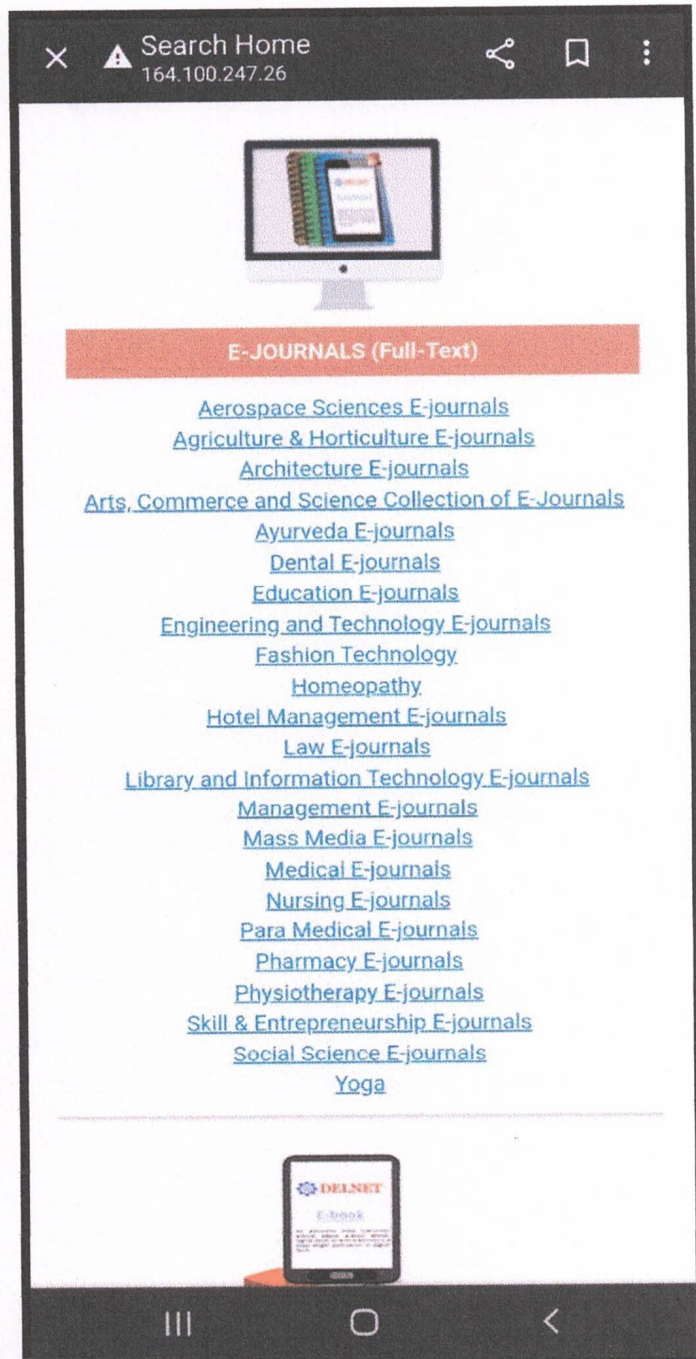 Search Home
164.100.247.26
DELNET
E-JOURNALS (Full-Text)
Aerospace Sciences E-journals
Agriculture & Horticulture E-journals
Architecture E-journals
Arts, Commerce and Science Collection of E-Journals
Ayurveda E-journals
Dental E-journals
Education E-journals
Engineering and Technology E-journals
Fashion Technology
Homeopathy
Hotel Management E-journals
Law E-journals
Library and Information Technology E-journals
Management E-journals
Mass Media E-journals
Medical E-journals
Nursing E-journals
Para Medical E-journals
Pharmacy E-journals
Physiotherapy E-journals
Skill & Entrepreneurship E-journals
Social Science E-journals
Yoga
DELNET
E-book